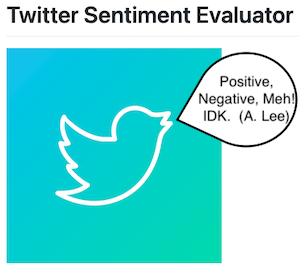 Twitter Sentiment Evaluator
Positive,
Negative, Meh!
IDK. (A. Lee)